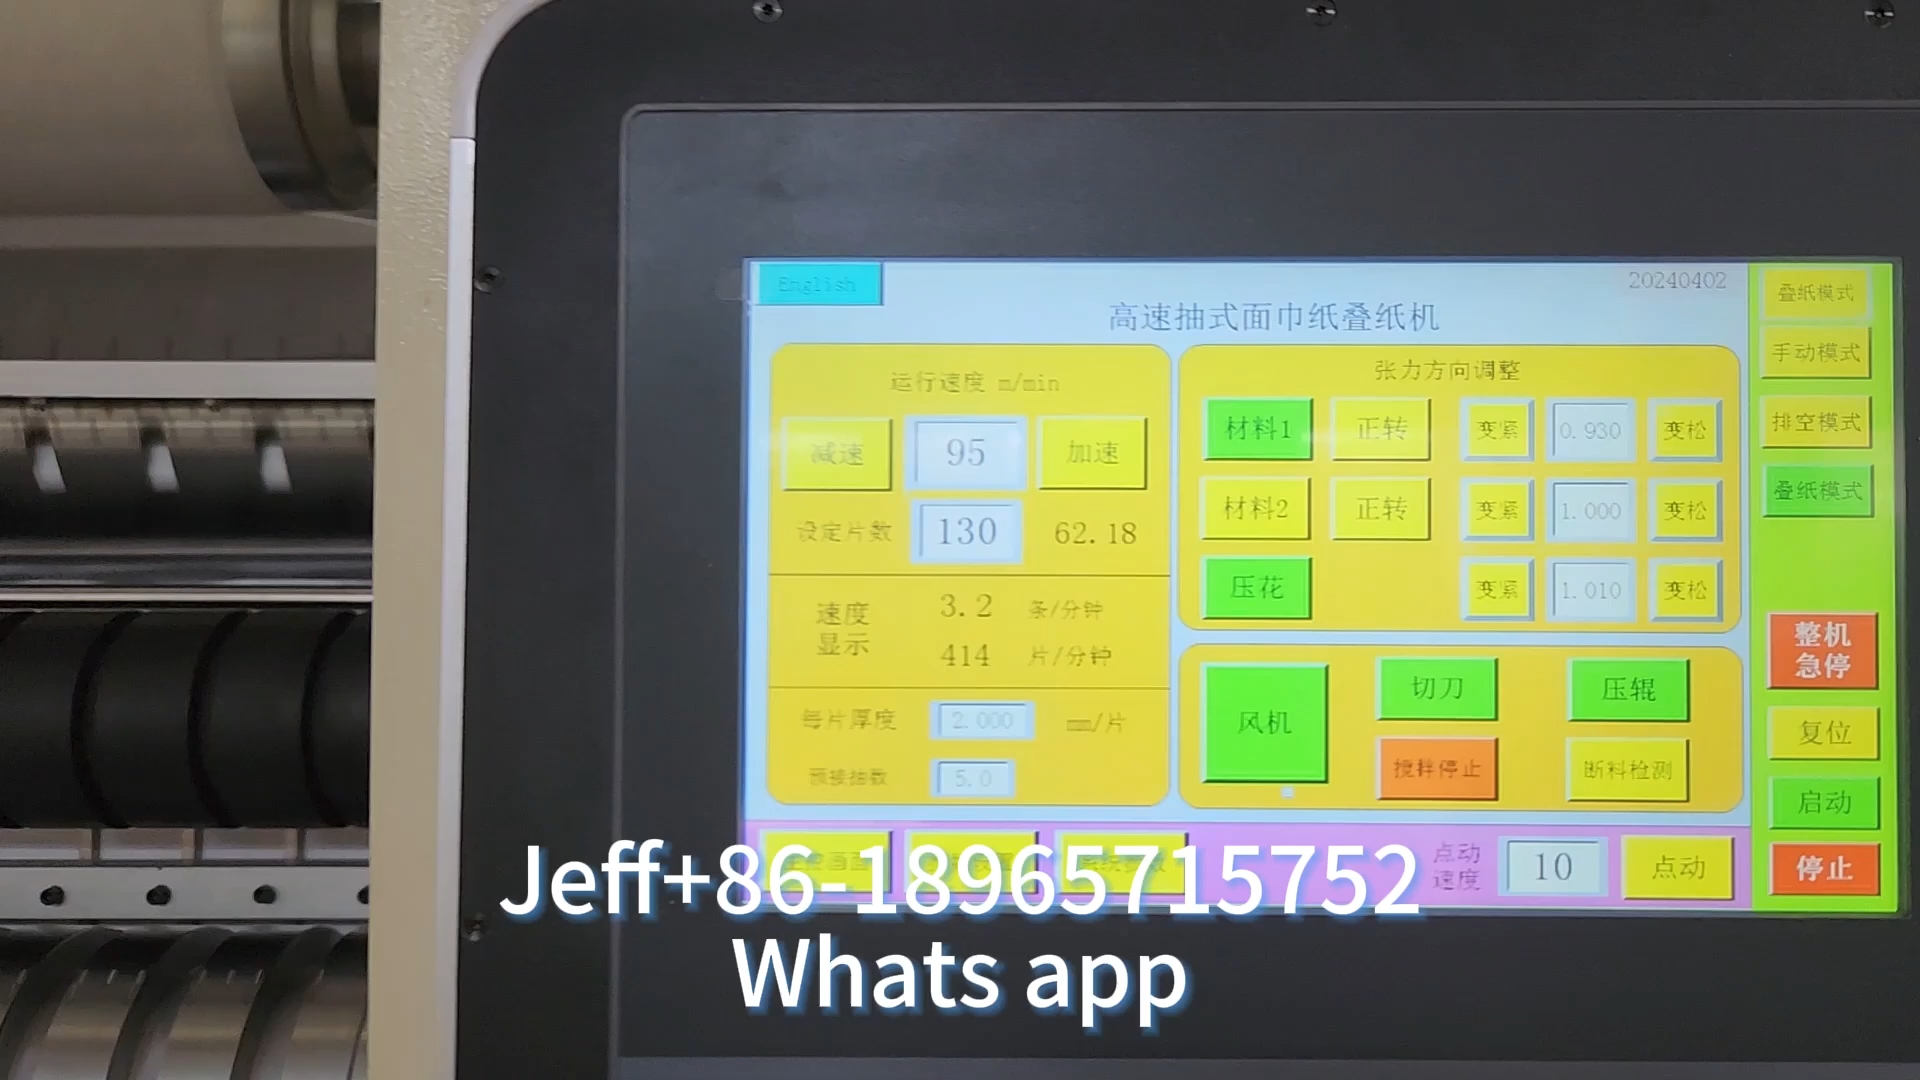 English
20240402
高速抽式面巾纸叠纸机
叠纸模式
手动模式
排空模式
叠纸模式
整机
急停
复位
启动
停止
运行速度 m/min
减速
95
加速
设定片数
130
62.18
速度
显示
3.2 条/分钟
414 片/分钟
每片厚度
2.000
mm/片
预接抽数
5.0
张力方向调整
材料1
正转
变紧
0.930
变松
材料2
正转
变紧
1.000
变松
压花
变紧
1.010
变松
风机
切刀
压辊
搅拌停止
断料检测
点动
速度
10
点动
Jeff+86-18965715752
Whats app